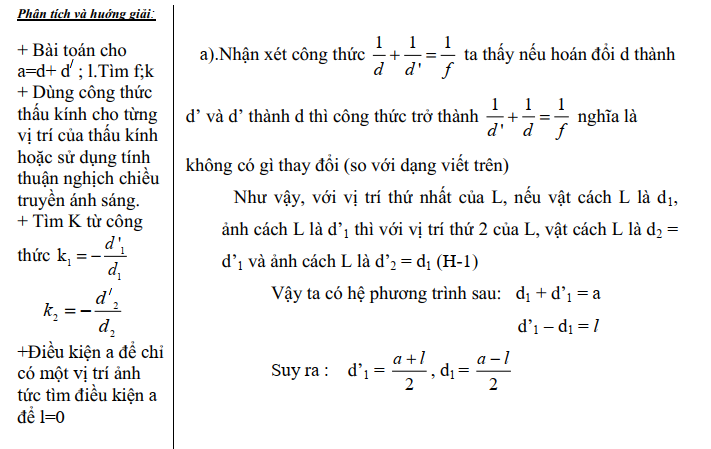 Phân tích và hướng giải:
+ Bài toán cho
a=d+ d/ ; l.Tìm f;k
+ Dùng công thức
thấu kính cho từng
vị trí của thấu kính
hoặc sử dụng tính
thuận nghịch chiều
truyền ánh sáng.
+ Tìm K từ công
thức k₁ = −d'₁/d₁
k₂ = −d/₂/d₂
+Điều kiện a để chỉ
có một vị trí ảnh
tức tìm điều kiện a
để l=0
a).Nhận xét công thức 1/d + 1/d' = 1/f ta thấy nếu hoán đổi d thành
d’ và d’ thành d thì công thức trở thành 1/d' + 1/d = 1/f nghĩa là
không có gì thay đổi (so với dạng viết trên)
Như vậy, với vị trí thứ nhất của L, nếu vật cách L là d₁,
ảnh cách L là d’₁ thì với vị trí thứ 2 của L, vật cách L là d₂ =
d’₁ và ảnh cách L là d’₂ = d₁ (H-1)
Vậy ta có hệ phương trình sau: d₁ + d’₁ = a
d’₁ – d₁ = l
Suy ra : d’₁ = (a + l)/2 , d₁ = (a − l)/2